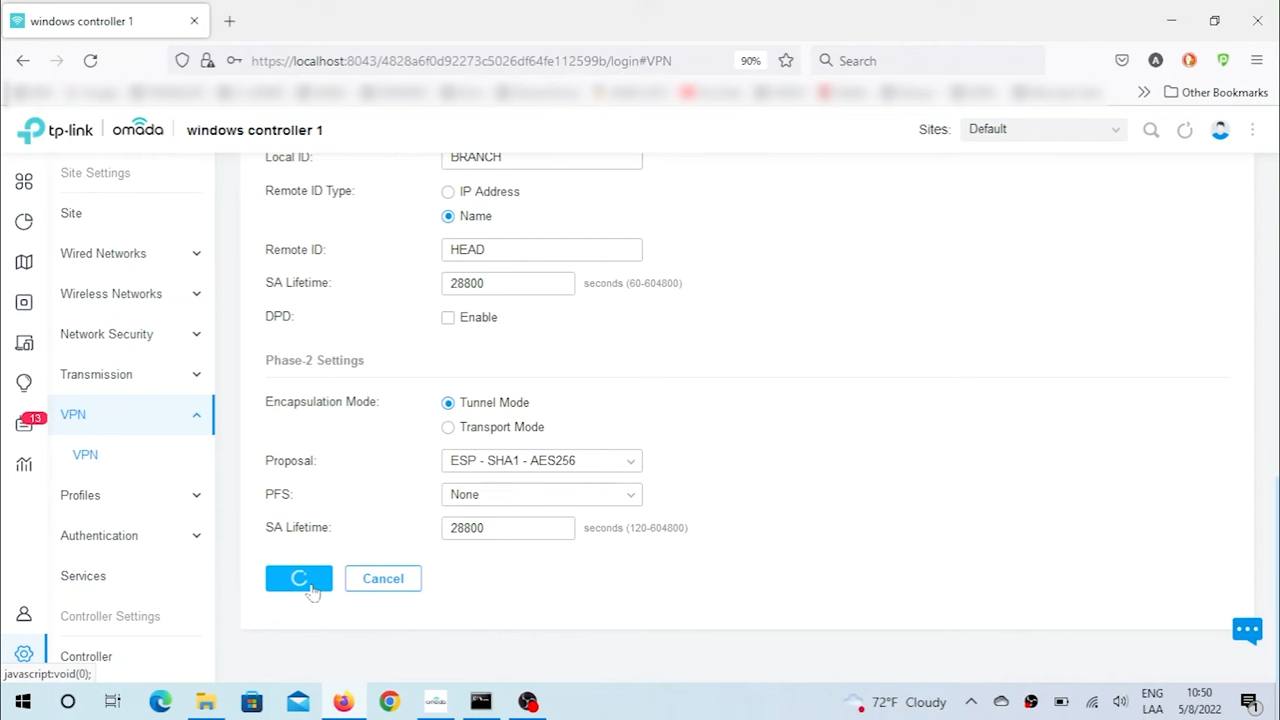 windows controller 1
https://localhost:8043/4828a6f0d92273c5026df64fe112599b/login#VPN
90%
Search
Other Bookmarks
tp-link
omada
windows controller 1
Sites:
Default
Site Settings
Site
Wired Networks
Wireless Networks
Network Security
Transmission
VPN
VPN
Profiles
Authentication
Services
Controller Settings
Controller
13
Local ID:
BRANCH
Remote ID Type:
IP Address
Name
Remote ID:
HEAD
SA Lifetime:
28800
seconds (60-604800)
DPD:
Enable
Phase-2 Settings
Encapsulation Mode:
Tunnel Mode
Transport Mode
Proposal:
ESP - SHA1 - AES256
PFS:
None
SA Lifetime:
28800
seconds (120-604800)
Cancel
javascript:void(0);
72°F Cloudy
ENG
LAA
10:50
5/8/2022